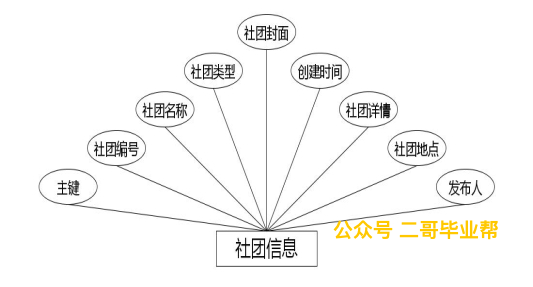 社团封面
社团类型
创建时间
社团名称
社团详情
社团编号
社团地点
主键
发布人
公众号 二哥毕业帮
社团信息